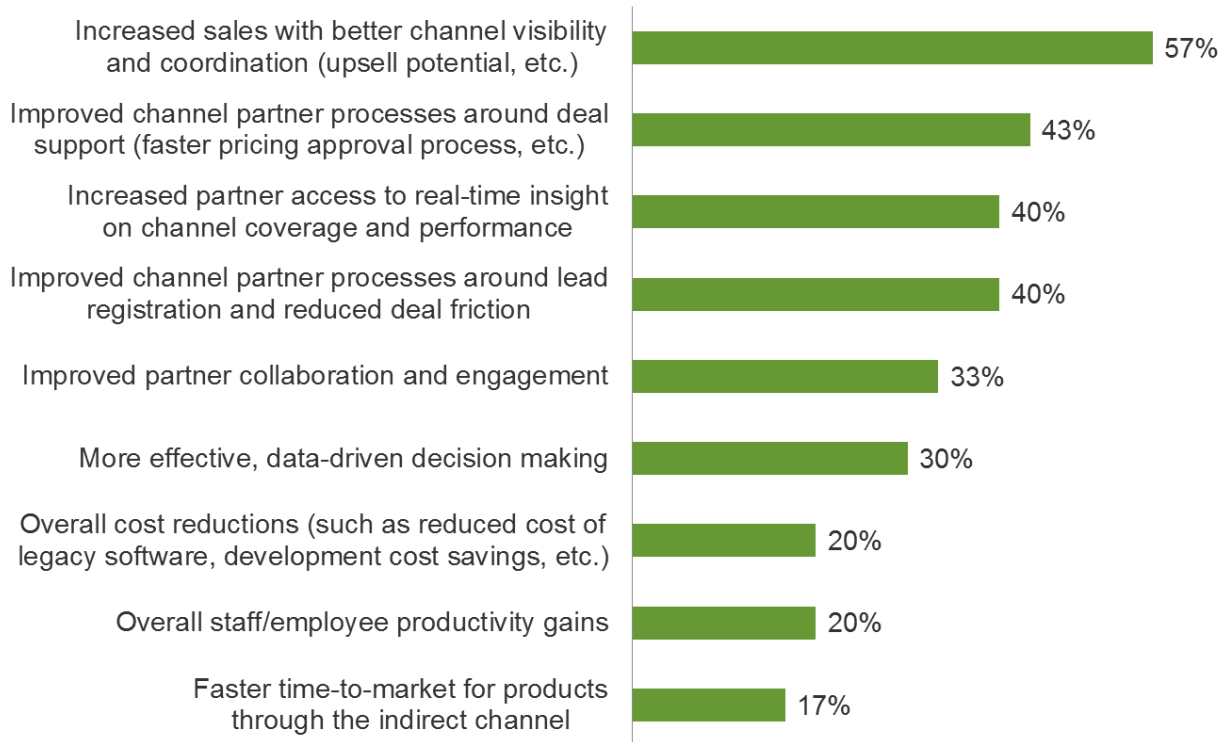 Increased sales with better channel visibility
and coordination (upsell potential, etc.)
57%
Improved channel partner processes around deal
support (faster pricing approval process, etc.)
43%
Increased partner access to real-time insight
on channel coverage and performance
40%
Improved channel partner processes around lead
registration and reduced deal friction
40%
Improved partner collaboration and engagement
33%
More effective, data-driven decision making
30%
Overall cost reductions (such as reduced cost of
legacy software, development cost savings, etc.)
20%
Overall staff/employee productivity gains
20%
Faster time-to-market for products
through the indirect channel
17%